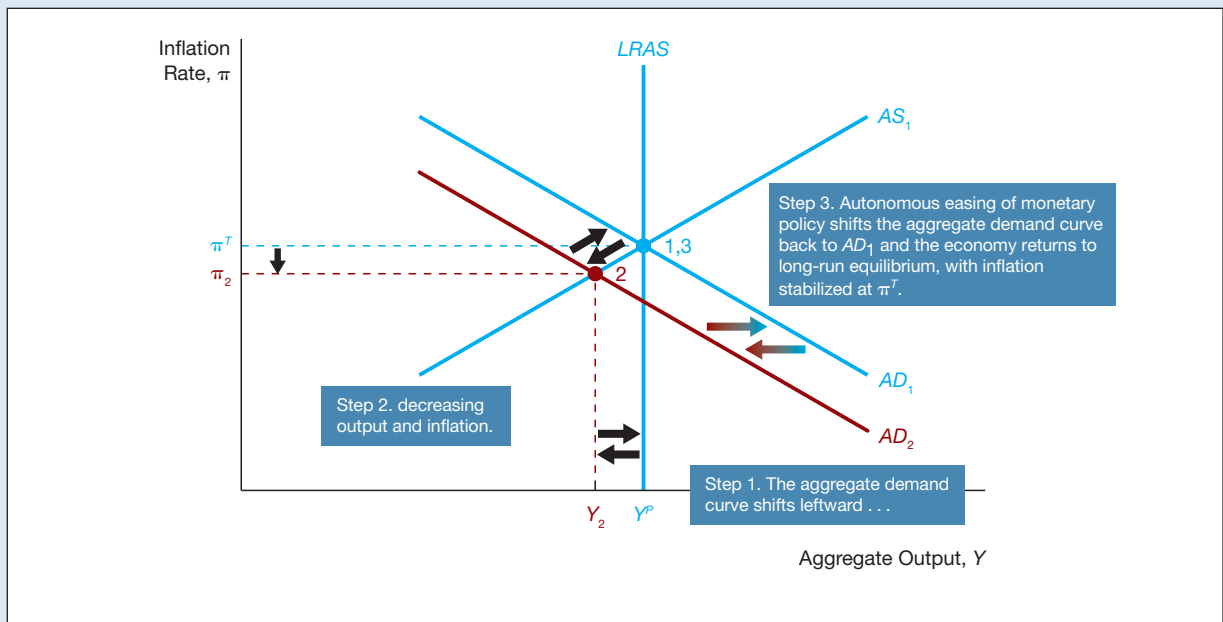 Inflation
Rate, π
LRAS
AS₁
Step 3. Autonomous easing of monetary
policy shifts the aggregate demand curve
back to AD₁ and the economy returns to
long-run equilibrium, with inflation
stabilized at πᵀ.
πᵀ
1,3
π₂
2
AD₁
Step 2. decreasing
output and inflation.
AD₂
Step 1. The aggregate demand
curve shifts leftward . . .
Y₂
Yᴾ
Aggregate Output, Y